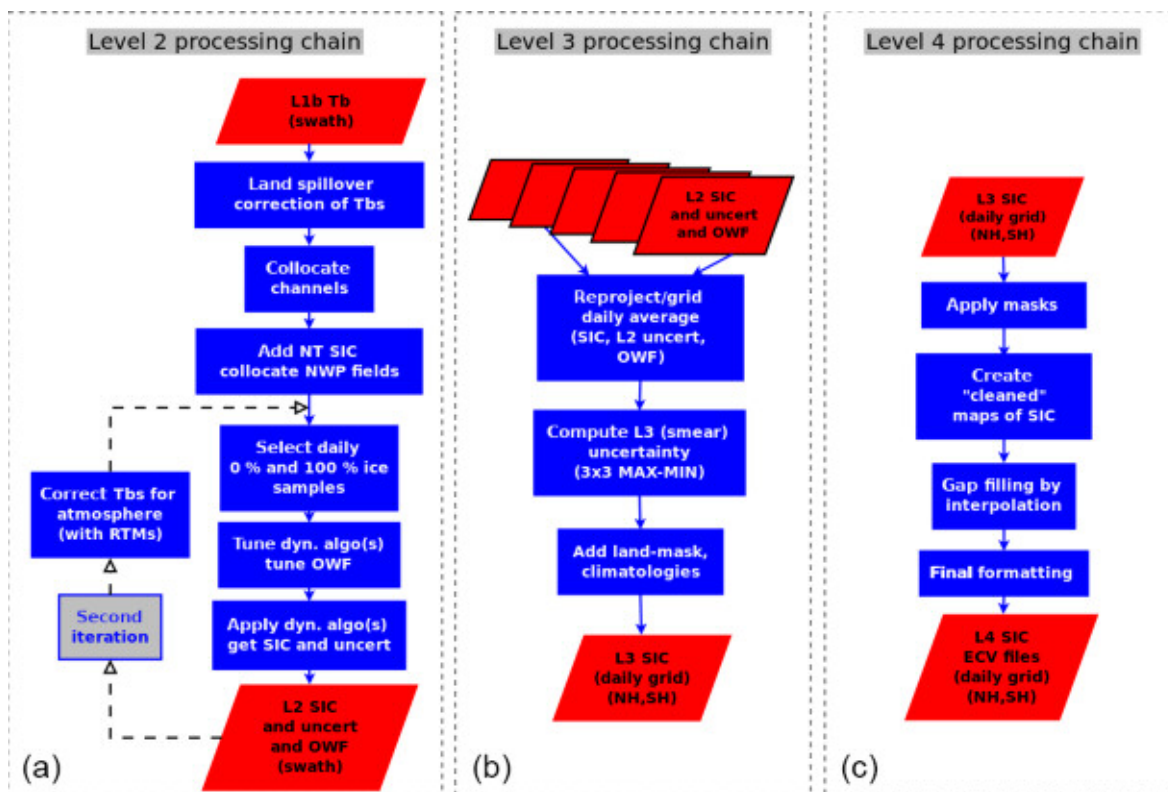 Level 2 processing chain
L1b Tb
(swath)
Land spillover
correction of Tbs
Collocate
channels
Add NT SIC
collocate NWP fields
Select daily
0 % and 100 % ice
samples
Correct Tbs for
atmosphere
(with RTMs)
Tune dyn. algo(s)
tune OWF
Second
iteration
Apply dyn. algo(s)
get SIC and uncert
L2 SIC
and uncert
and OWF
(swath)
(a)
Level 3 processing chain
L2 SIC
and uncert
and OWF
Reproject/grid
daily average
(SIC, L2 uncert,
OWF)
Compute L3 (smear)
uncertainty
(3x3 MAX-MIN)
Add land-mask,
climatologies
L3 SIC
(daily grid)
(NH,SH)
(b)
Level 4 processing chain
L3 SIC
(daily grid)
(NH,SH)
Apply masks
Create
"cleaned"
maps of SIC
Gap filling by
interpolation
Final formatting
L4 SIC
ECV files
(daily grid)
(NH,SH)
(c)